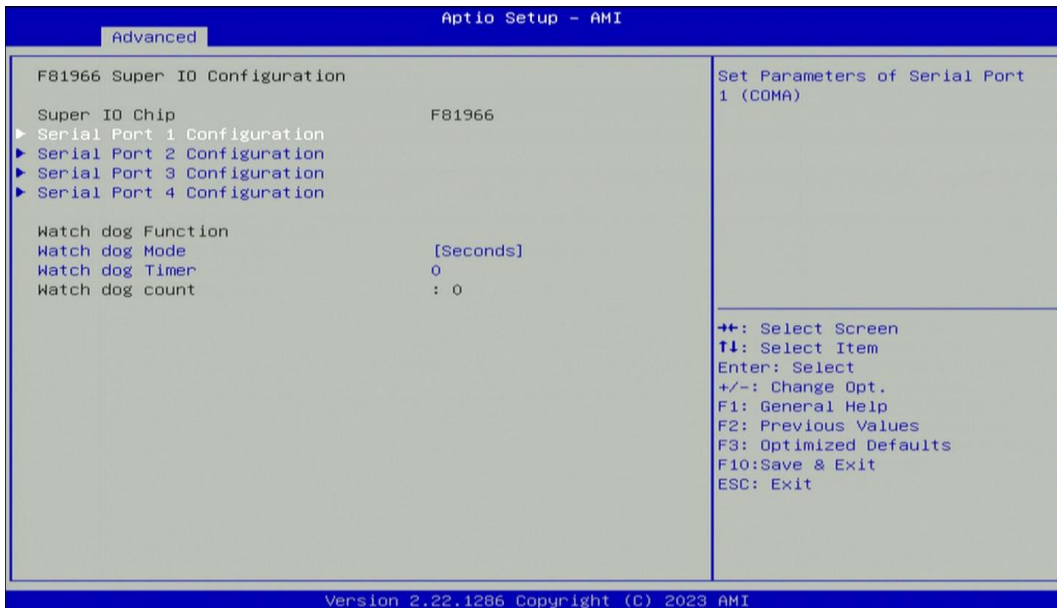 Aptio Setup – AMI
Advanced
F81966 Super IO Configuration
Super IO Chip F81966
▶ Serial Port 1 Configuration
▶ Serial Port 2 Configuration
▶ Serial Port 3 Configuration
▶ Serial Port 4 Configuration
Watch dog Function
Watch dog Mode [Seconds]
Watch dog Timer 0
Watch dog count : 0
Set Parameters of Serial Port
1 (COMA)
→←: Select Screen
↑↓: Select Item
Enter: Select
+/-: Change Opt.
F1: General Help
F2: Previous Values
F3: Optimized Defaults
F10:Save & Exit
ESC: Exit
Version 2.22.1286 Copyright (C) 2023 AMI